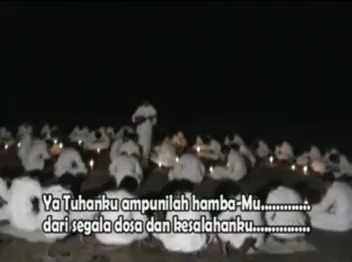 Ya Tuhanku ampunilah hamba-Mu............
dari segala dosa dan kesalahanku...............